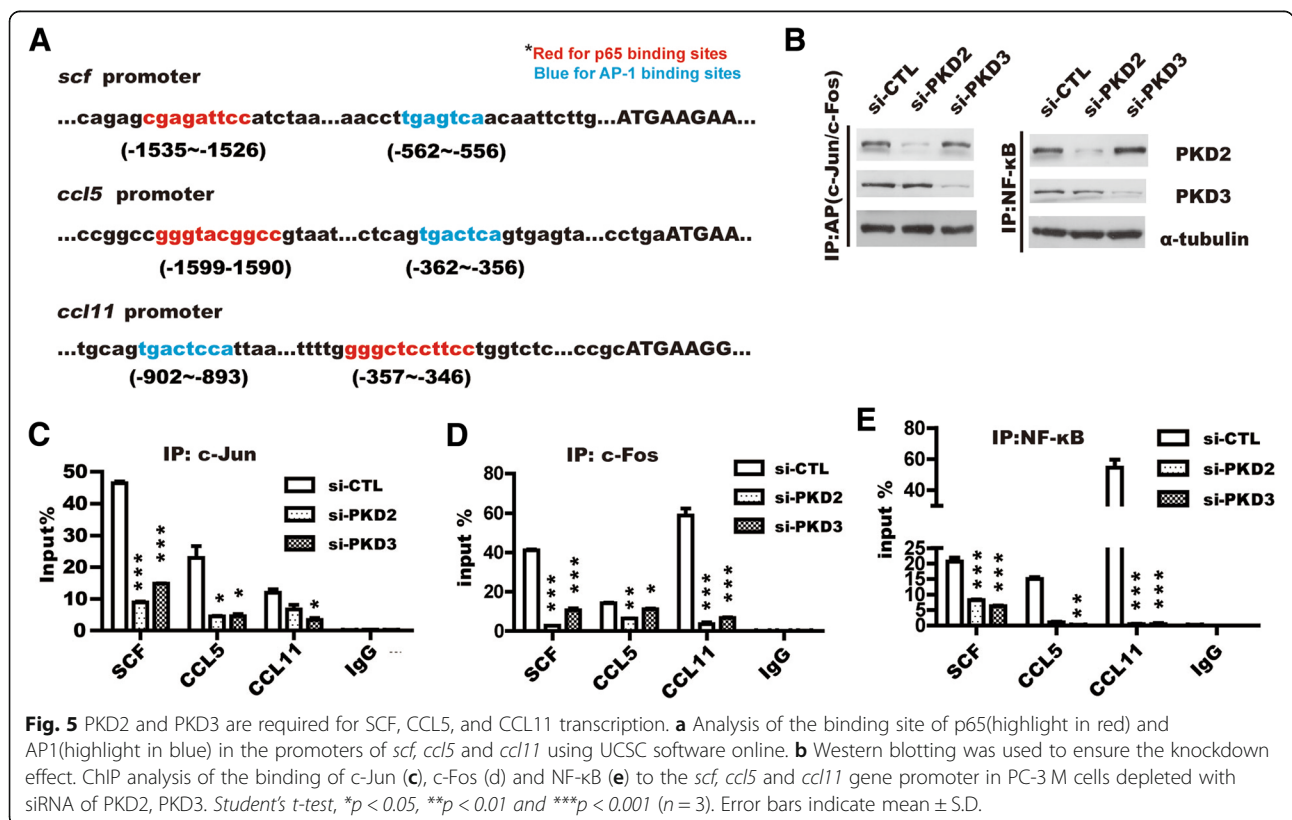 A
*Red for p65 binding sites
Blue for AP-1 binding sites
scf promoter
...cagagcgagattccatctaa...aaccttgagtcaacaattcttg...ATGAAGAA...
(-1535~-1526)
(-562~-556)
ccl5 promoter
...ccggccgggtacggccgtaat...ctcagtgactcagtgagta...cctgaATGAA..
(-1599-1590)
(-362~-356)
ccl11 promoter
...tgcagtgactccattaa...ttttggggctccttcctggtctc...ccgcATGAAGG...
(-902~-893)
(-357~-346)
B
si-CTL
si-PKD2
si-PKD3
si-CTL
si-PKD2
si-PKD3
IP:AP(c-Jun/c-Fos)
IP:NF-κB
PKD2
PKD3
α-tubulin
C
IP: c-Jun
Input%
50
40
30
20
10
0
si-CTL
si-PKD2
si-PKD3
***
***
*
*
*
SCF
CCL5
CCL11
IgG
D
IP: c-Fos
input %
80
60
40
20
0
si-CTL
si-PKD2
si-PKD3
***
***
**
*
***
***
SCF
CCL5
CCL11
IgG
E
IP:NF-κB
input %
80
60
40
25
20
15
10
5
0
si-CTL
si-PKD2
si-PKD3
***
***
**
***
***
SCF
CCL5
CCL11
IgG
Fig. 5 PKD2 and PKD3 are required for SCF, CCL5, and CCL11 transcription. a Analysis of the binding site of p65(highlight in red) and
AP1(highlight in blue) in the promoters of scf, ccl5 and ccl11 using UCSC software online. b Western blotting was used to ensure the knockdown
effect. ChIP analysis of the binding of c-Jun (c), c-Fos (d) and NF-κB (e) to the scf, ccl5 and ccl11 gene promoter in PC-3 M cells depleted with
siRNA of PKD2, PKD3. Student's t-test, *p < 0.05, **p < 0.01 and ***p < 0.001 (n = 3). Error bars indicate mean ± S.D.